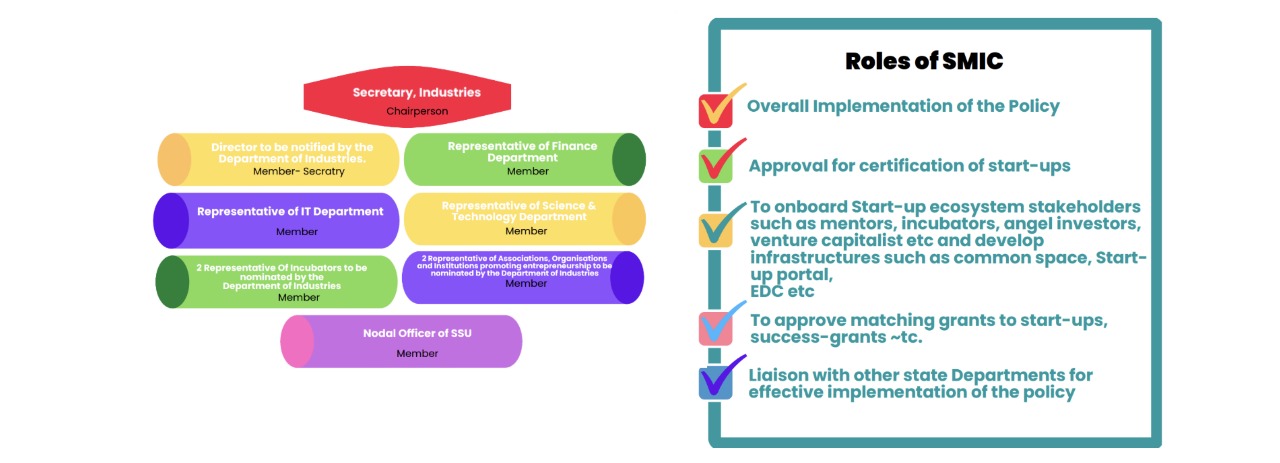 Secretary, Industries
Chairperson
Director to be notified by the
Department of Industries.
Member- Secratry
Representative of Finance
Department
Member
Representative of IT Department
Member
Representative of Science &
Technology Department
Member
2 Representative Of Incubators to be
nominated by the
Department of Industries
Member
2 Representative of Associations, Organisations
and Institutions promoting entrepreneurship to be
nominated by the Department of Industries
Member
Nodal Officer of SSU
Member
Roles of SMIC
Overall Implementation of the Policy
Approval for certification of start-ups
To onboard Start-up ecosystem stakeholders
such as mentors, incubators, angel investors,
venture capitalist etc and develop
infrastructures such as common space, Start-
up portal,
EDC etc
To approve matching grants to start-ups,
success-grants ~tc.
Liaison with other state Departments for
effective implementation of the policy